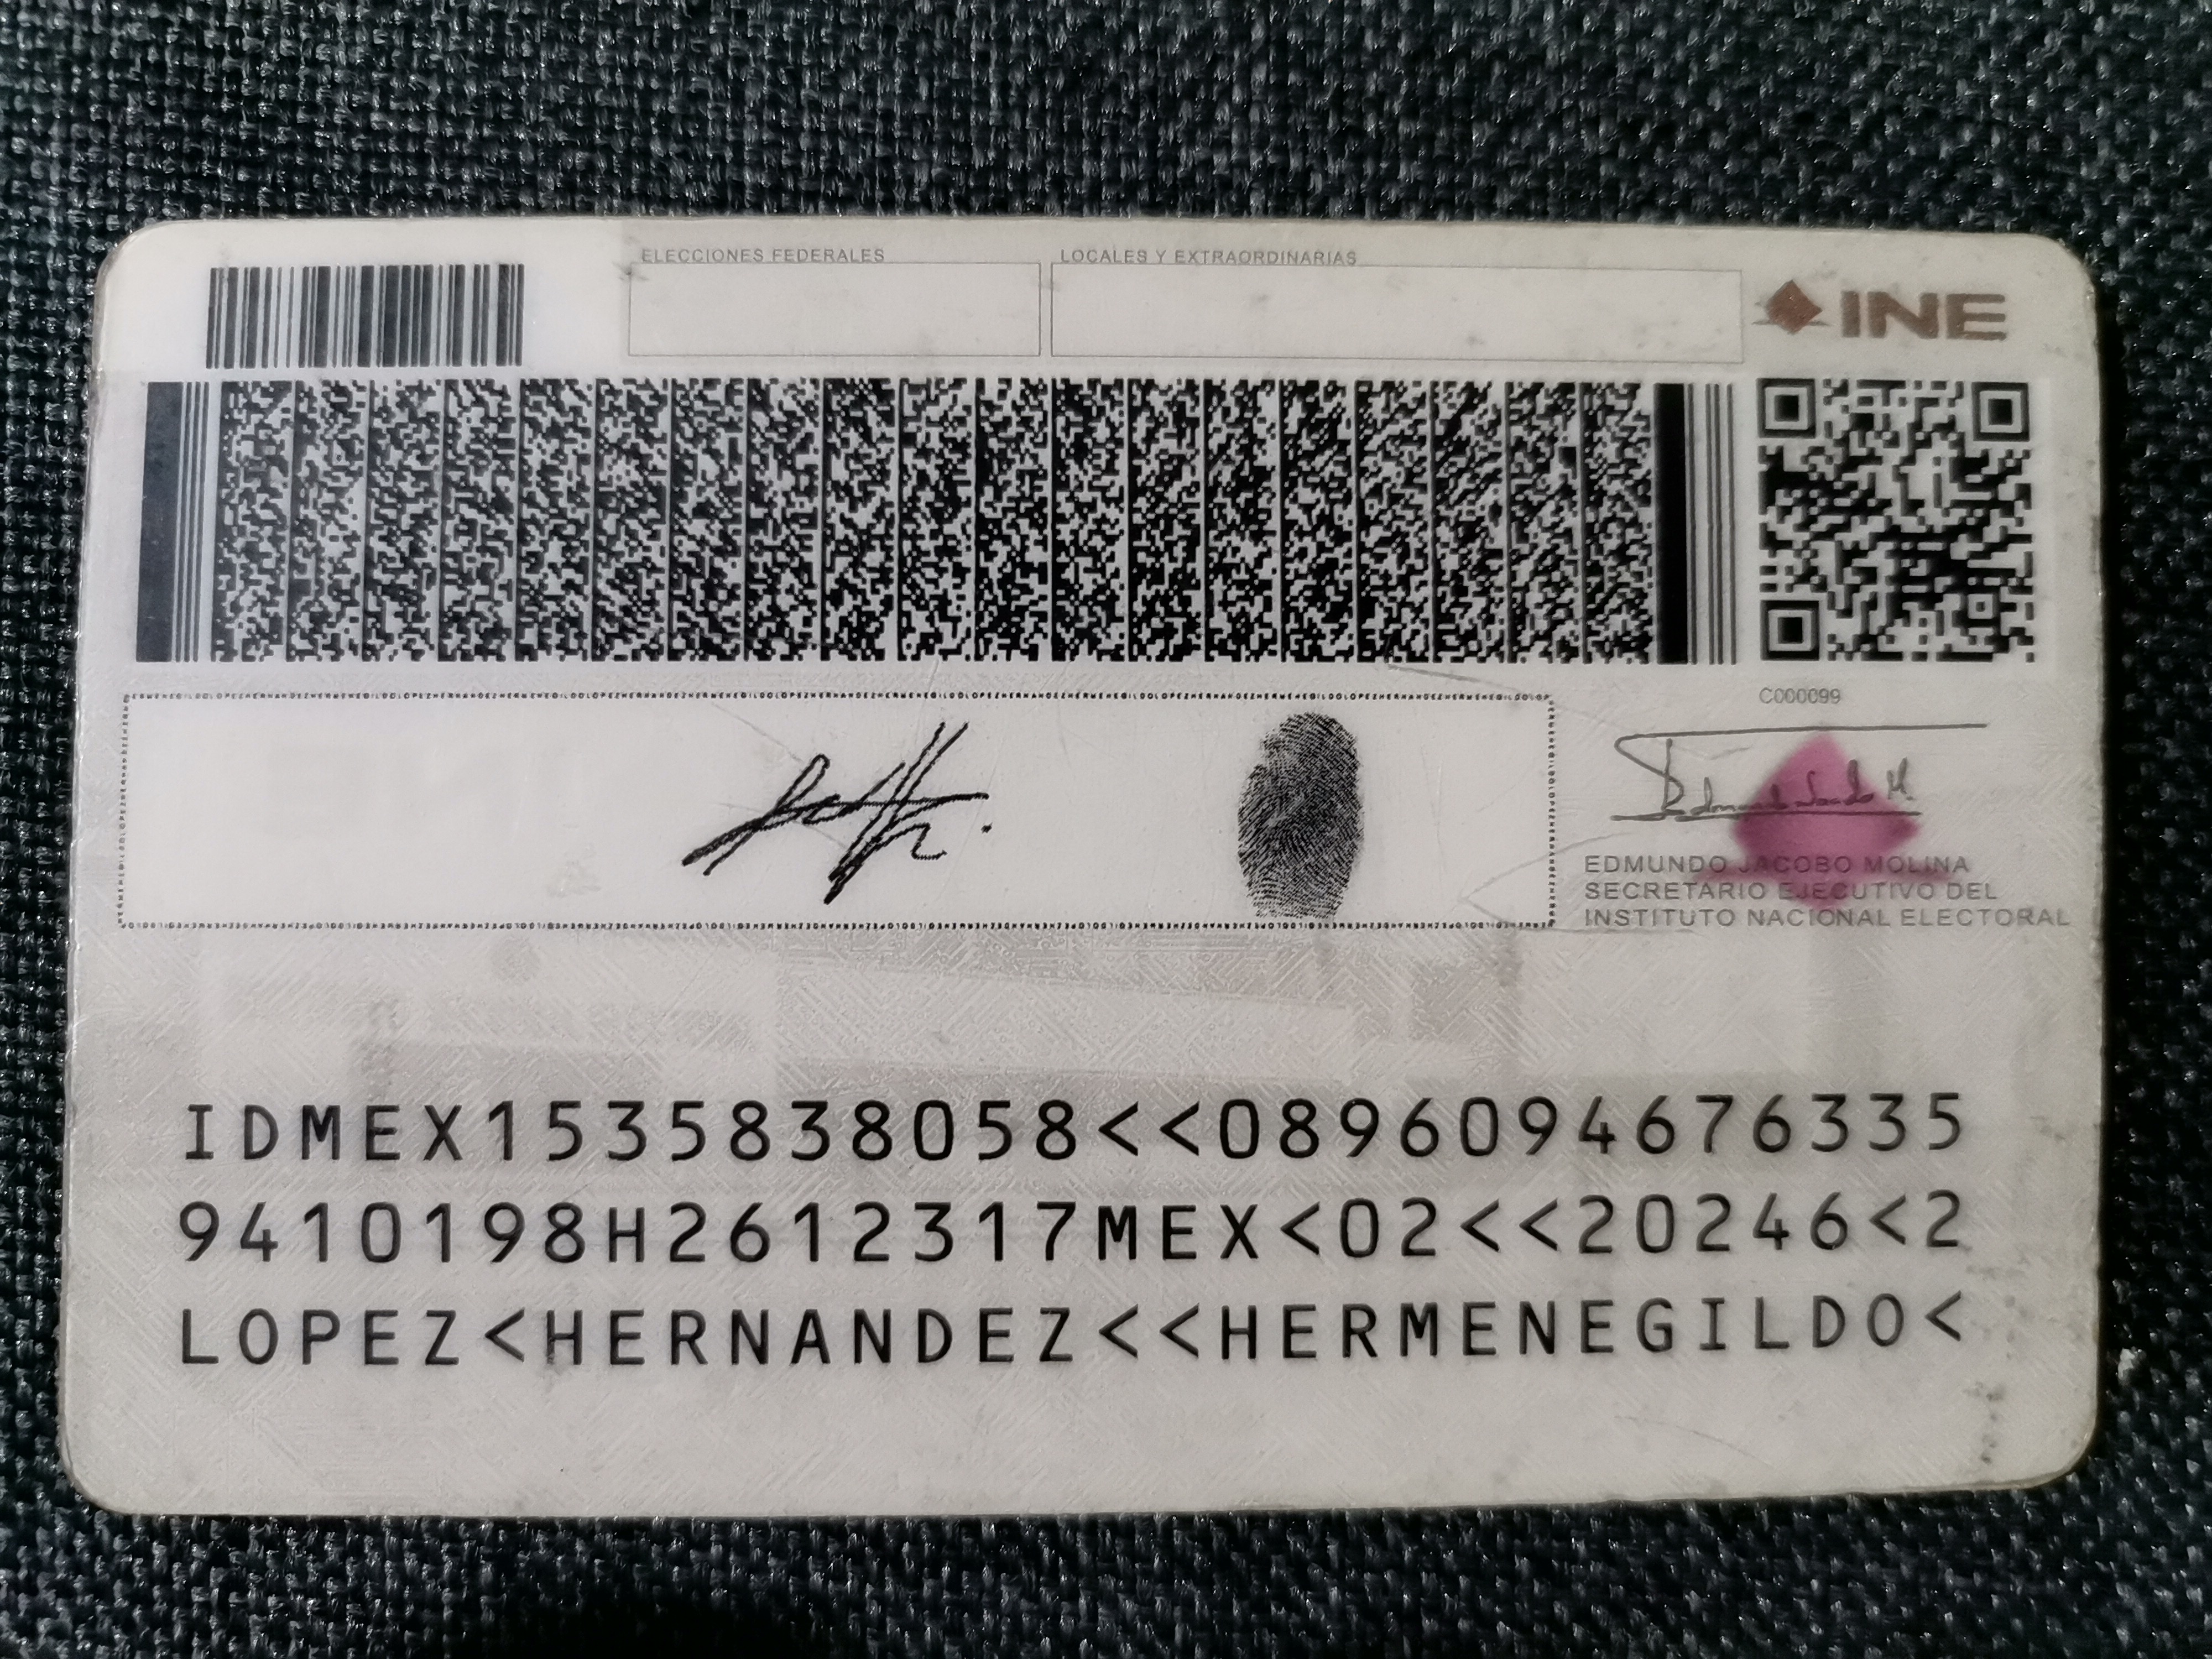 ELECCIONES FEDERALES
LOCALES Y EXTRAORDINARIAS
INE
C000099
EDMUNDO JACOBO MOLINA
SECRETARIO EJECUTIVO DEL
INSTITUTO NACIONAL ELECTORAL
IDMEX1535838058<<0896094676335
9410198H2612317MEX<02<<20246<2
LOPEZ<HERNANDEZ<<HERMENEGILDO<